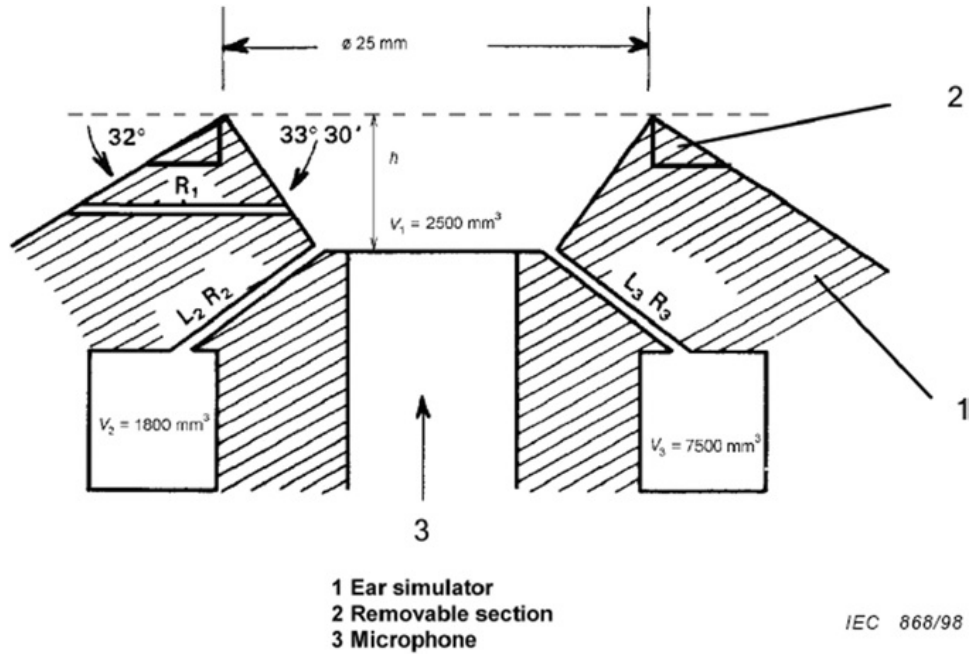 ø 25 mm
2
32°
33° 30′
h
R₁
V₁ = 2500 mm³
L₂ R₂
L₃ R₃
1
V₂ = 1800 mm³
V₃ = 7500 mm³
3
1 Ear simulator
2 Removable section
3 Microphone
IEC 868/98